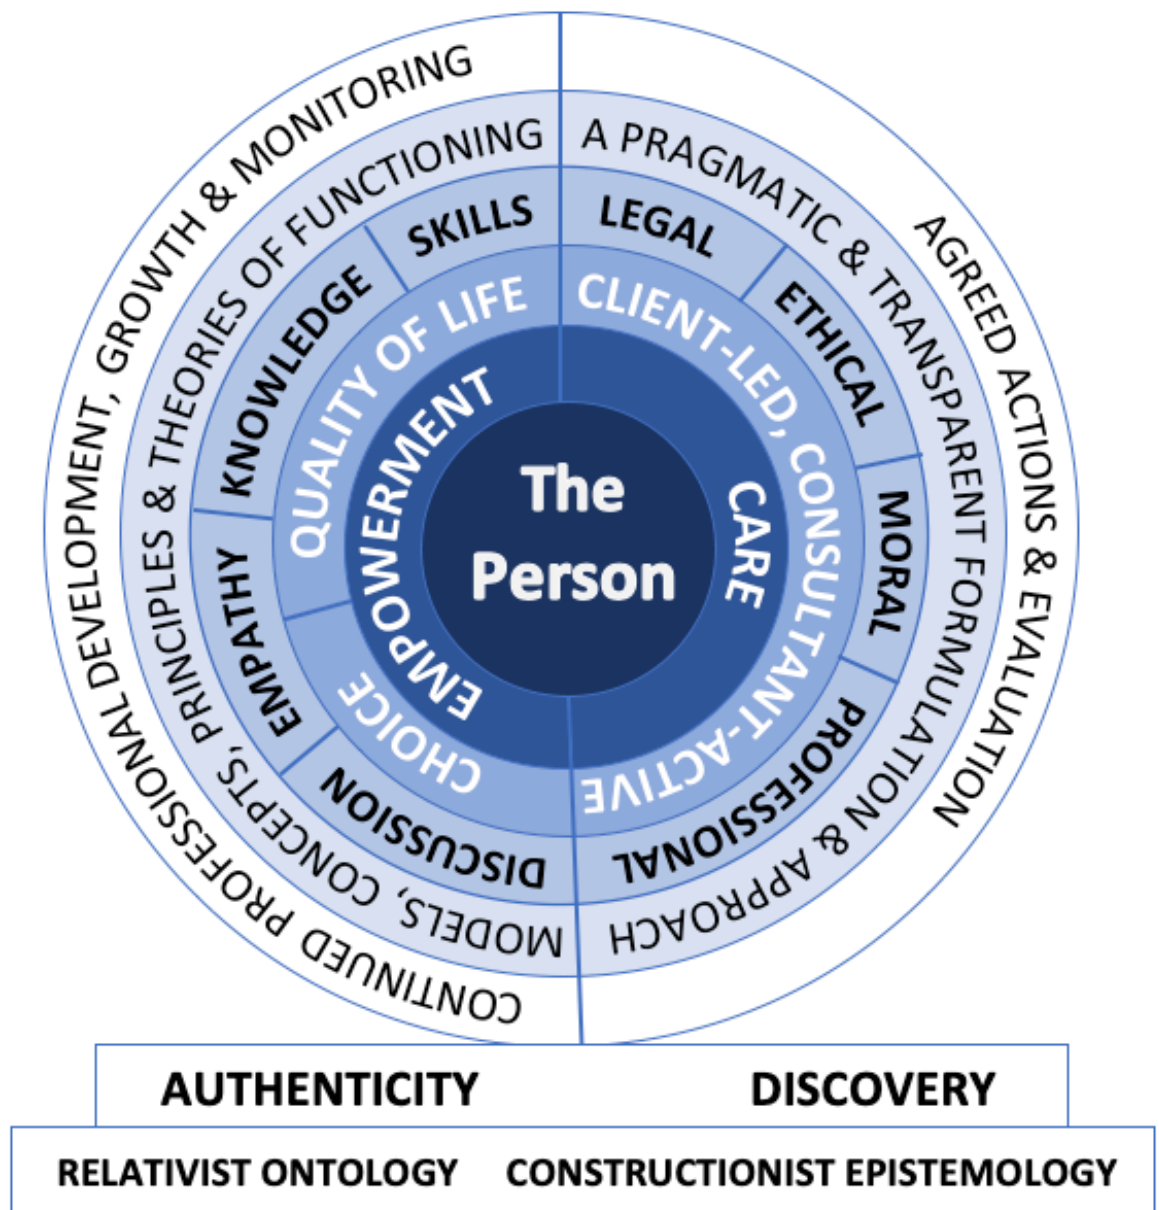 The
Person
EMPOWERMENT
CARE
QUALITY OF LIFE
CHOICE
CLIENT-LED, CONSULTANT-ACTIVE
SKILLS
KNOWLEDGE
EMPATHY
DISCUSSION
LEGAL
ETHICAL
MORAL
PROFESSIONAL
MODELS, CONCEPTS, PRINCIPLES & THEORIES OF FUNCTIONING
A PRAGMATIC & TRANSPARENT FORMULATION & APPROACH
CONTINUED PROFESSIONAL DEVELOPMENT, GROWTH & MONITORING
AGREED ACTIONS & EVALUATION
AUTHENTICITY DISCOVERY
RELATIVIST ONTOLOGY CONSTRUCTIONIST EPISTEMOLOGY